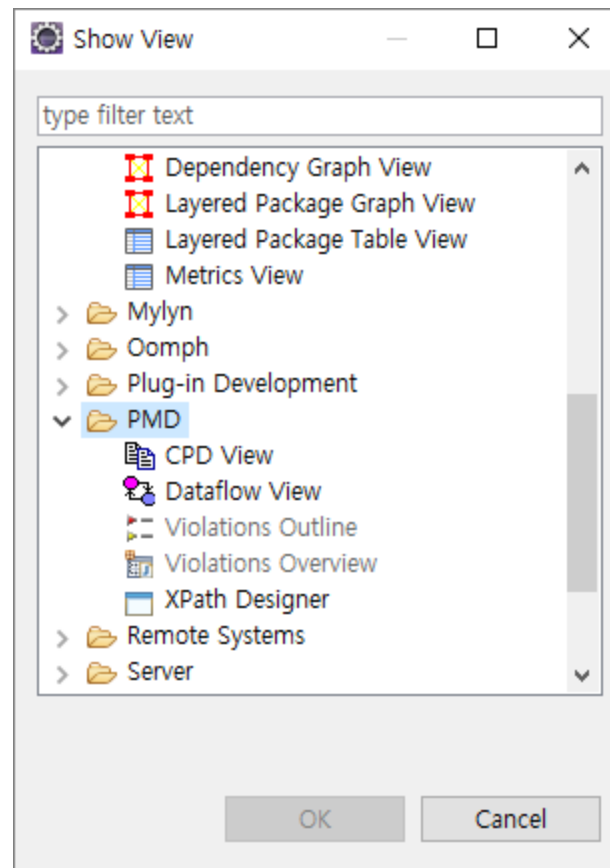 Show View
type filter text
Dependency Graph View
Layered Package Graph View
Layered Package Table View
Metrics View
Mylyn
Oomph
Plug-in Development
PMD
CPD View
Dataflow View
Violations Outline
Violations Overview
XPath Designer
Remote Systems
Server
OK
Cancel